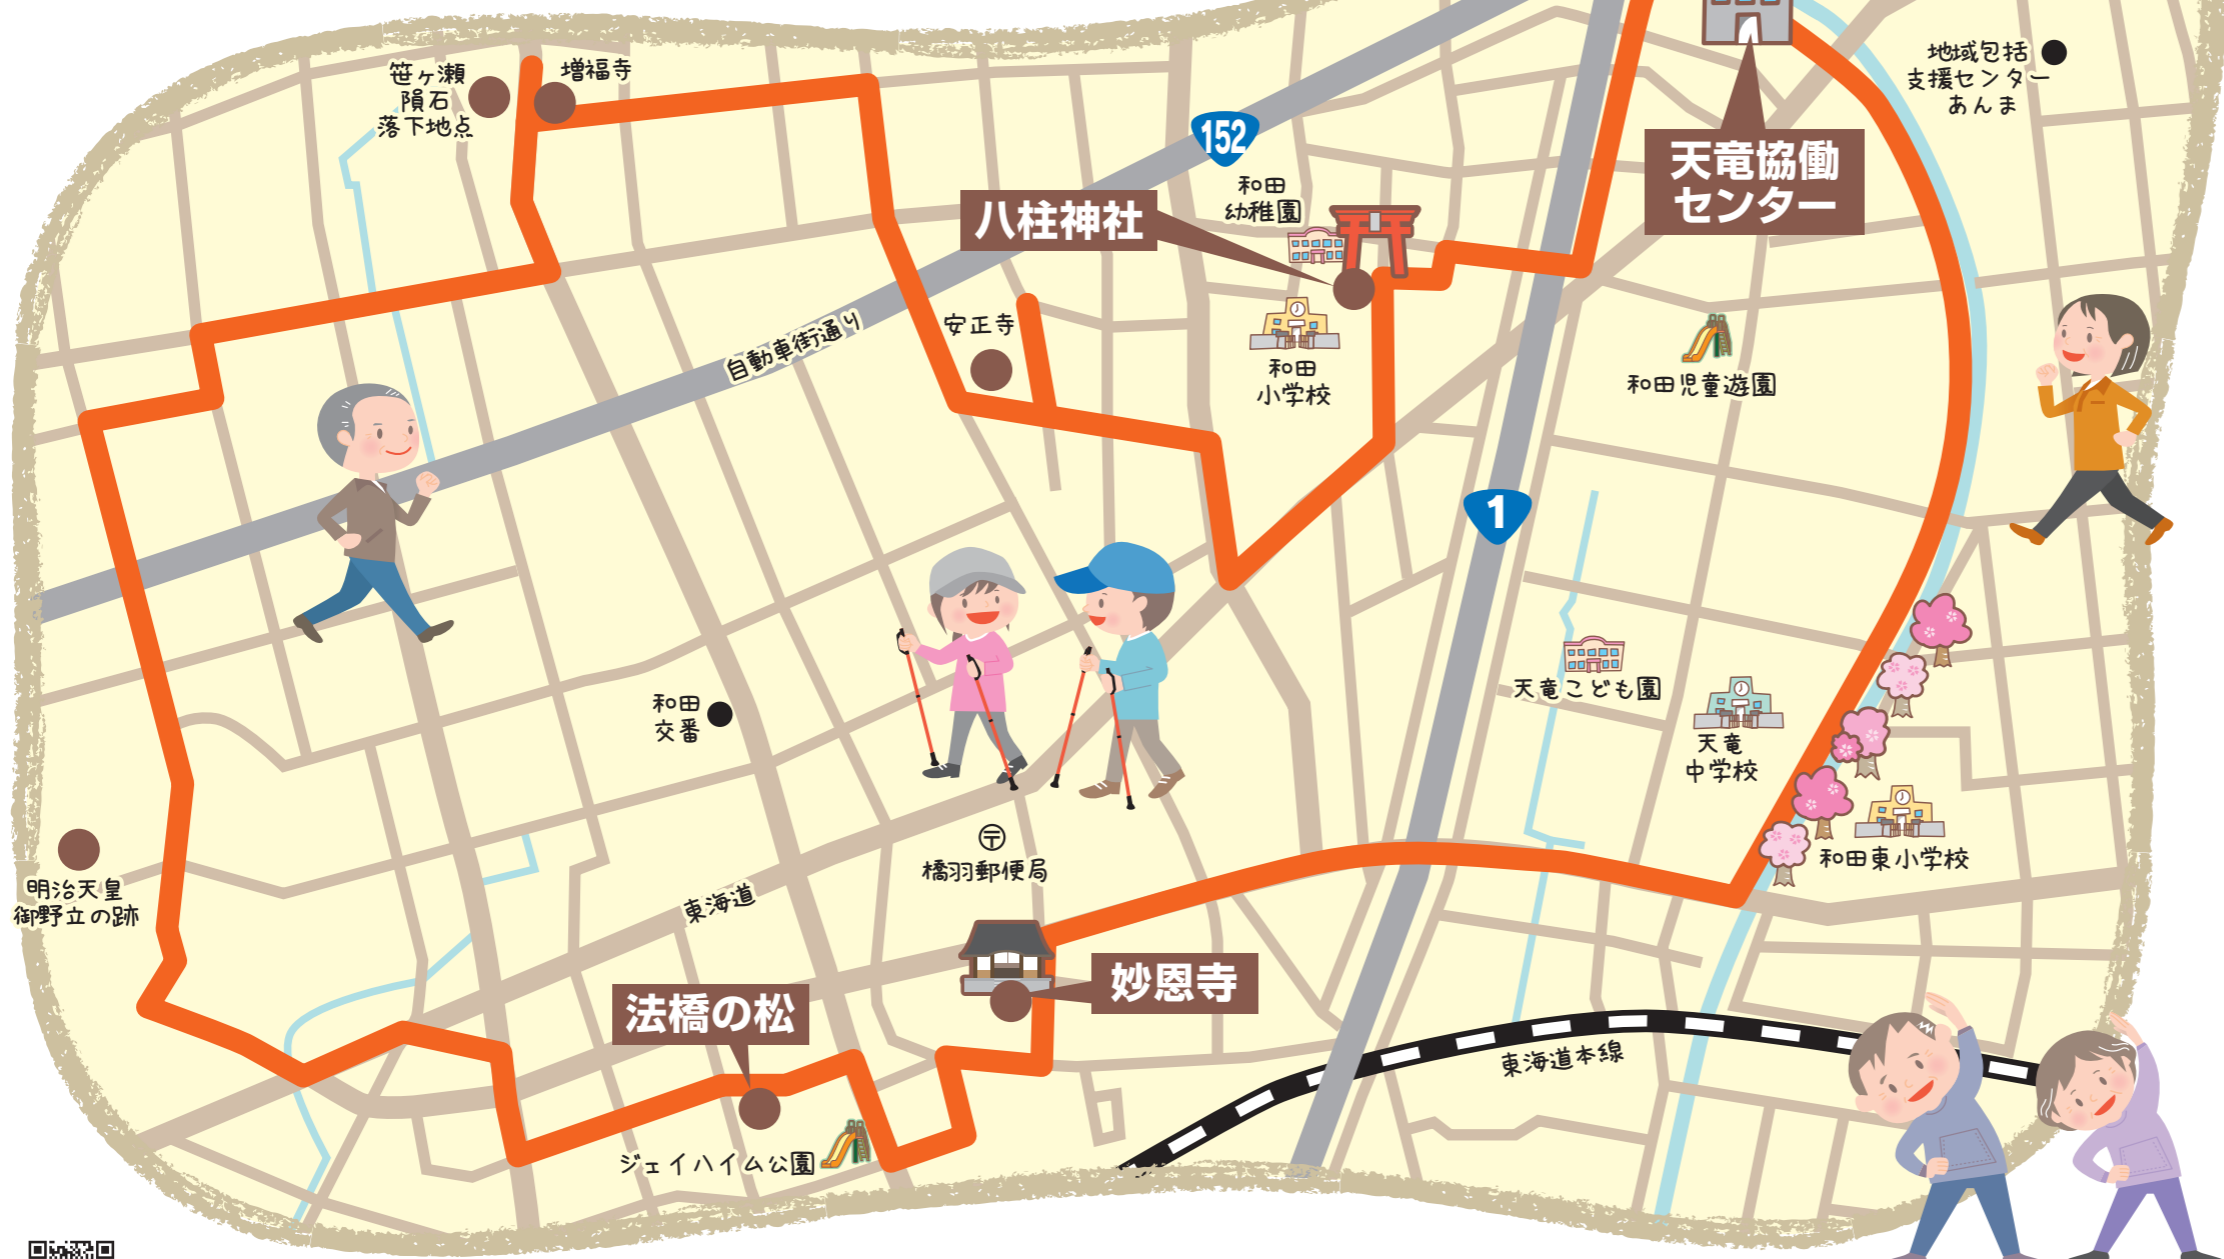 笹ヶ瀬
隕石
落下地点
増福寺
152
和田
幼稚園
八柱神社
天竜協働
センター
地域包括
支援センター
あんま
自動車街通り
安正寺
和田
小学校
和田児童遊園
1
和田
交番
天竜こども園
天竜
中学校
和田東小学校
明治天皇
御野立の跡
〒
橋羽郵便局
東海道
妙恩寺
法橋の松
東海道本線
ジェイハイム公園